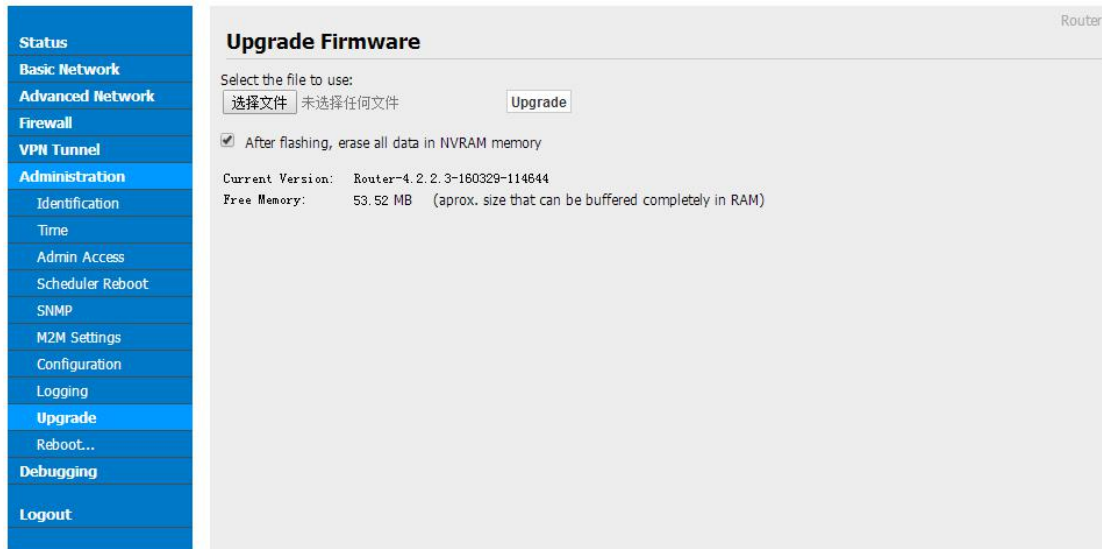 Router
Status
Basic Network
Advanced Network
Firewall
VPN Tunnel
Administration
Identification
Time
Admin Access
Scheduler Reboot
SNMP
M2M Settings
Configuration
Logging
Upgrade
Reboot...
Debugging
Logout
Upgrade Firmware
Select the file to use:
选择文件 未选择任何文件 Upgrade
After flashing, erase all data in NVRAM memory
Current Version: Router-4.2.2.3-160329-114644
Free Memory: 53.52 MB (aprox. size that can be buffered completely in RAM)